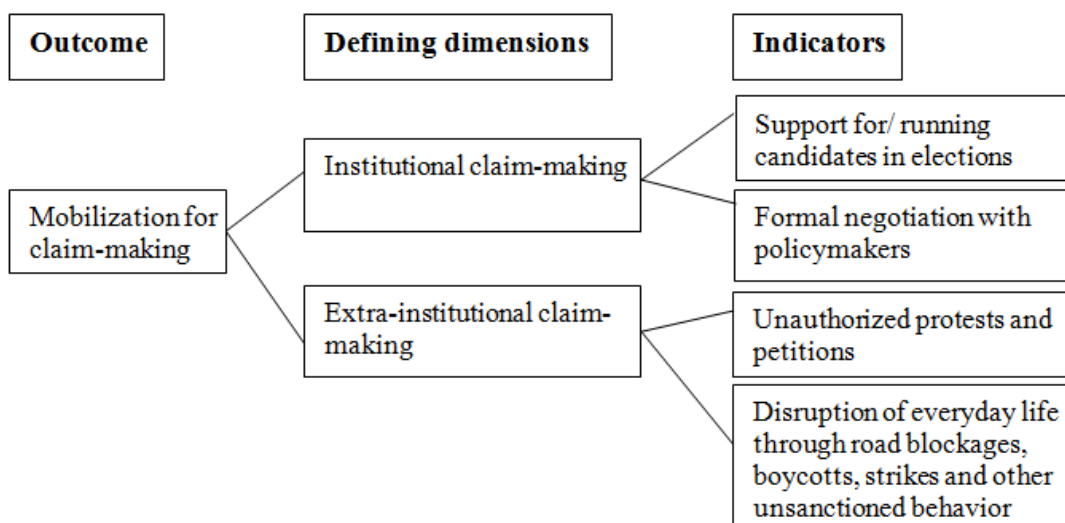 Outcome
Defining dimensions
Indicators
Mobilization for
claim-making
Institutional claim-making
Extra-institutional claim-
making
Support for/ running
candidates in elections
Formal negotiation with
policymakers
Unauthorized protests and
petitions
Disruption of everyday life
through road blockages,
boycotts, strikes and other
unsanctioned behavior